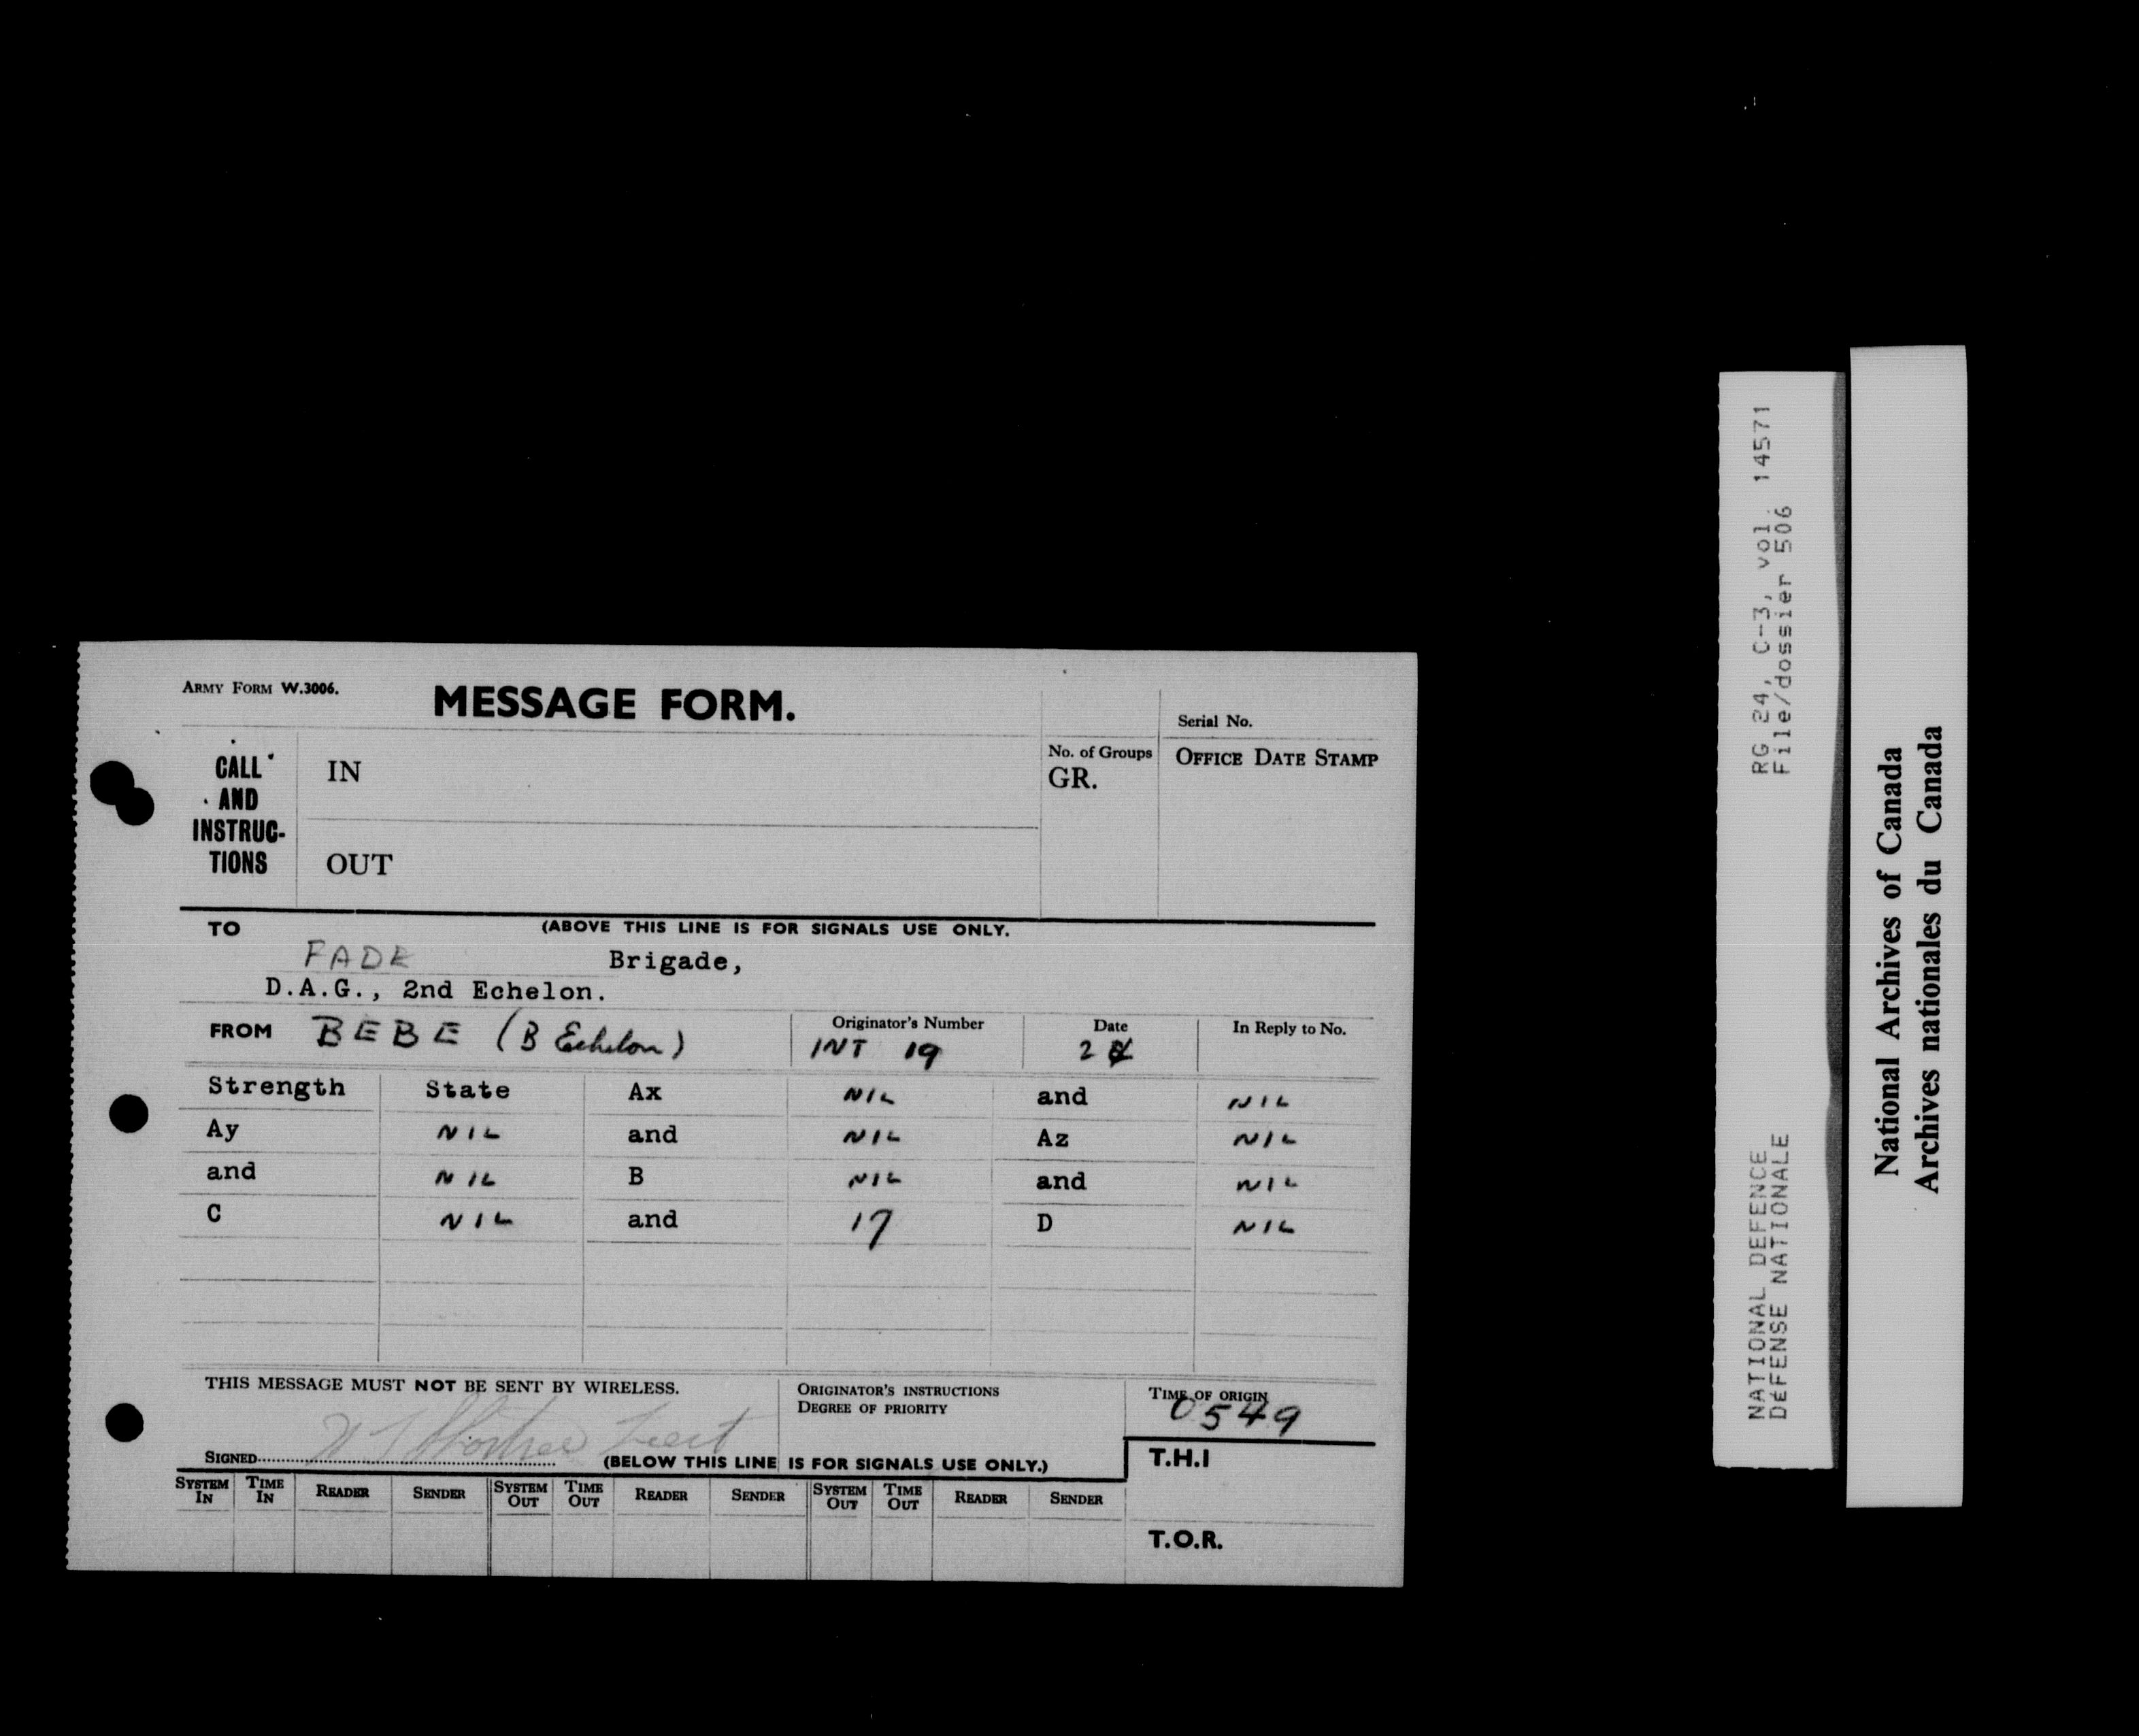 ARMY FORM W.3006.
MESSAGE FORM.
Serial No.
CALL AND INSTRUC-TIONS
IN
No. of Groups
GR.
OFFICE DATE STAMP
OUT
(ABOVE THIS LINE IS FOR SIGNALS USE ONLY.
TO
FADE Brigade,
D.A.G., 2nd Echelon.
FROM BEBE (B Echelon)
Originator's Number
INT 19
Date
2
In Reply to No.
Strength State Ax NIL and NIL
Ay NIL and NIL Az NIL
and NIL B NIL and NIL
C NIL and 17 D NIL
THIS MESSAGE MUST NOT BE SENT BY WIRELESS.
ORIGINATOR'S INSTRUCTIONS
DEGREE OF PRIORITY
TIME OF ORIGIN
0549
SIGNED Lieut
(BELOW THIS LINE IS FOR SIGNALS USE ONLY.)
T.H.I
SYSTEM IN TIME IN READER SENDER SYSTEM OUT TIME OUT READER SENDER SYSTEM OUT TIME OUT READER SENDER
T.O.R.
NATIONAL DEFENCE RG 24, C-3, vol. 14571
DÉFENSE NATIONALE File/dossier 506
National Archives of Canada
Archives nationales du Canada